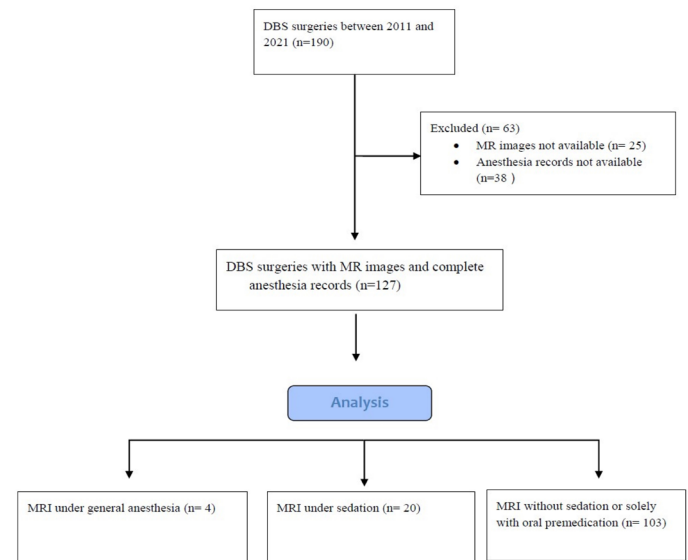 DBS surgeries between 2011 and
2021 (n=190)
Excluded (n= 63)
• MR images not available (n= 25)
• Anesthesia records not available
(n=38 )
DBS surgeries with MR images and complete
anesthesia records (n=127)
Analysis
MRI under general anesthesia (n= 4)
MRI under sedation (n= 20)
MRI without sedation or solely
with oral premedication (n= 103)